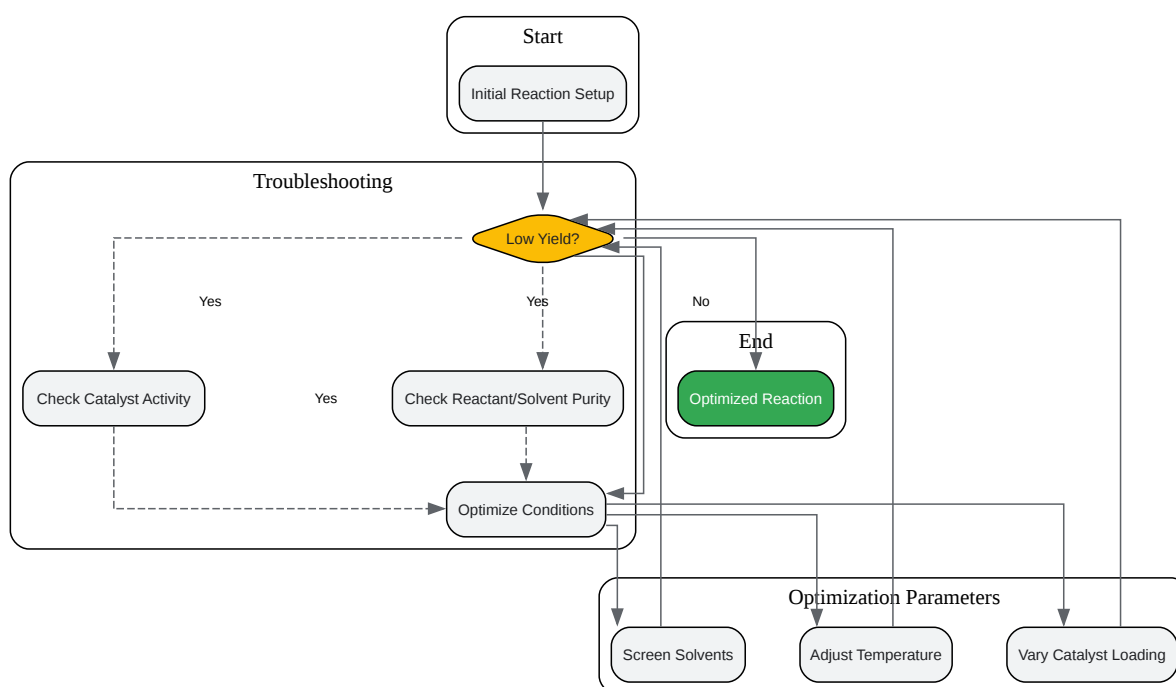 Start
Initial Reaction Setup
Troubleshooting
Low Yield?
Yes
Yes
No
End
Check Catalyst Activity
Yes
Check Reactant/Solvent Purity
Optimized Reaction
Optimize Conditions
Optimization Parameters
Screen Solvents
Adjust Temperature
Vary Catalyst Loading